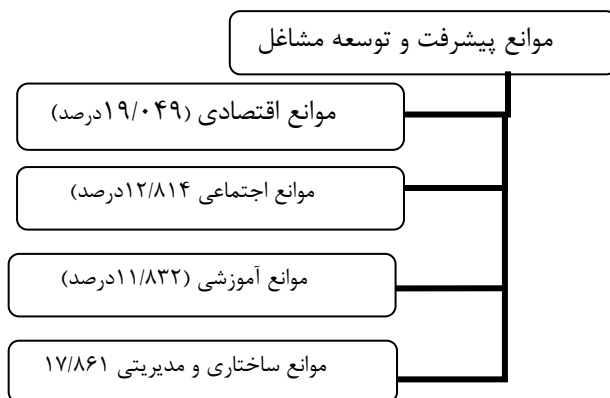 موانع پیشرفت و توسعه مشاغل
موانع اقتصادی (۱۹/۰۴۹درصد)
موانع اجتماعی ۱۲/۸۱۴درصد)
موانع آموزشی (۱۱/۸۳۲درصد)
موانع ساختاری و مدیریتی ۱۷/۸۶۱